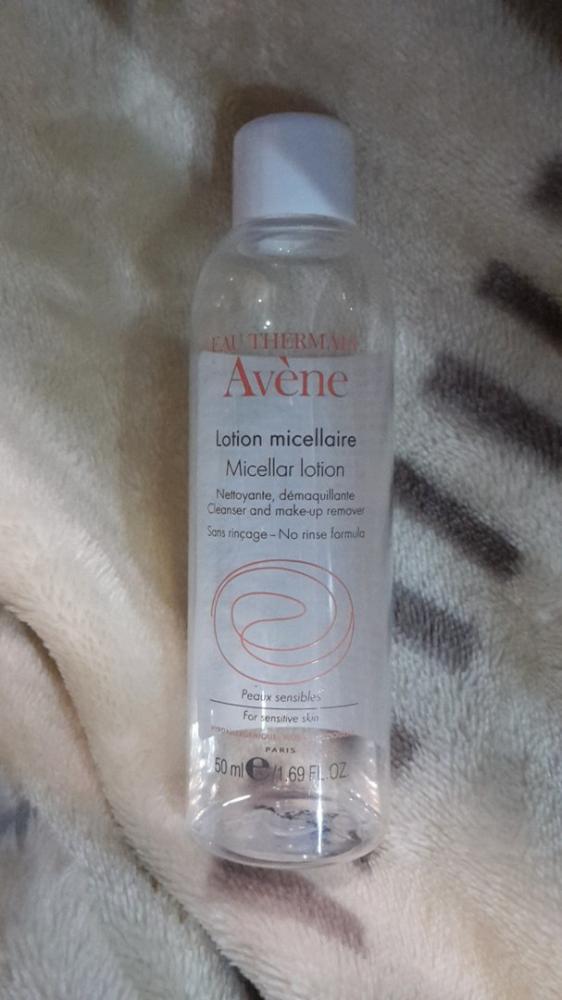 EAU THERMALE
Avène
Lotion micellaire
Micellar lotion
Nettoyante, démaquillante
Cleanser and make-up remover
Sans rinçage – No rinse formula
Peaux sensibles
For sensitive skin
PARIS
50 ml e/1.69 FL.OZ.